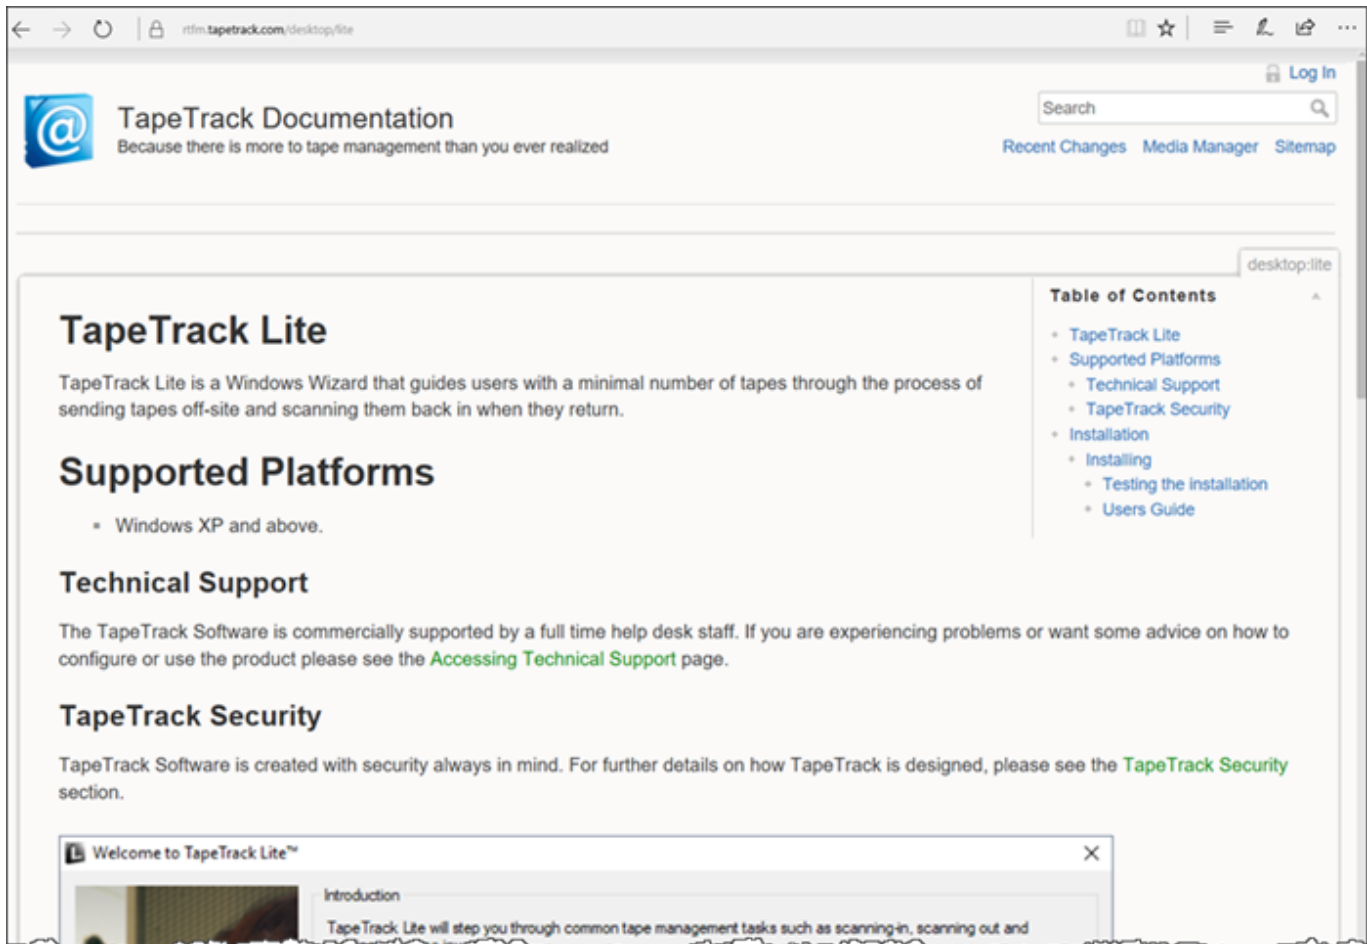 rtfm.tapetrack.com/desktop/lite
Log In
TapeTrack Documentation
Because there is more to tape management than you ever realized
Search
Recent Changes Media Manager Sitemap
desktop:lite
Table of Contents
TapeTrack Lite
Supported Platforms
Technical Support
TapeTrack Security
Installation
Installing
Testing the installation
Users Guide
TapeTrack Lite
TapeTrack Lite is a Windows Wizard that guides users with a minimal number of tapes through the process of
sending tapes off-site and scanning them back in when they return.
Supported Platforms
Windows XP and above.
Technical Support
The TapeTrack Software is commercially supported by a full time help desk staff. If you are experiencing problems or want some advice on how to
configure or use the product please see the Accessing Technical Support page.
TapeTrack Security
TapeTrack Software is created with security always in mind. For further details on how TapeTrack is designed, please see the TapeTrack Security
section.
Welcome to TapeTrack Lite™
Introduction
TapeTrack Lite will step you through common tape management tasks such as scanning-in, scanning out and